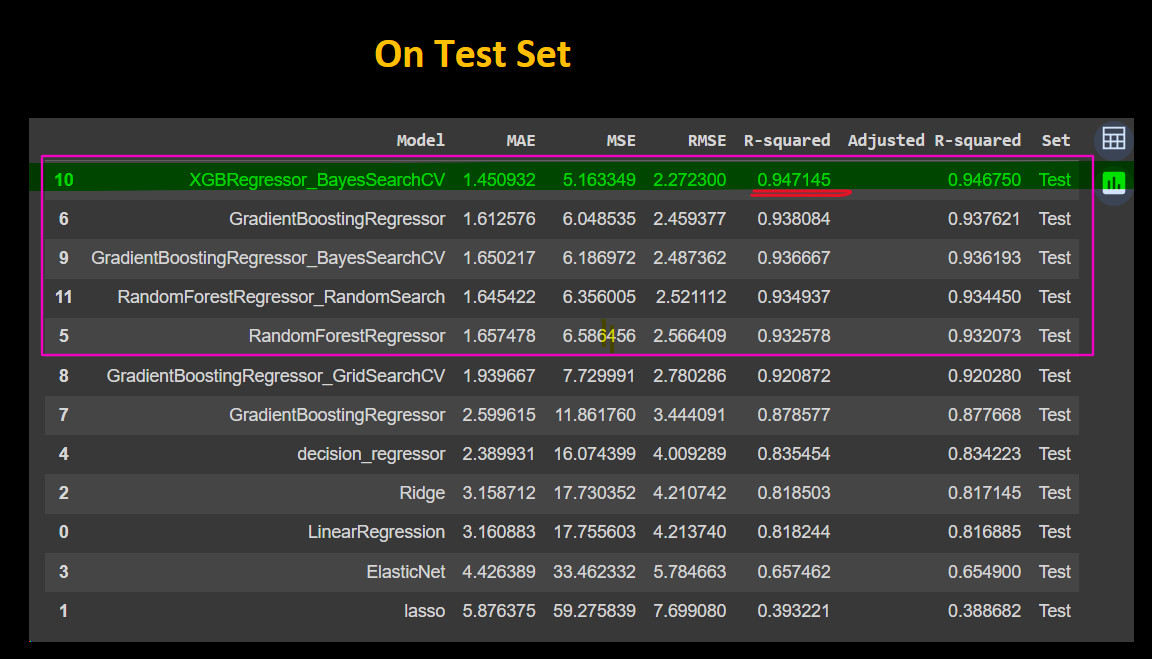 On Test Set
Model MAE MSE RMSE R-squared Adjusted R-squared Set
10 XGBRegressor_BayesSearchCV 1.450932 5.163349 2.272300 0.947145 0.946750 Test
6 GradientBoostingRegressor 1.612576 6.048535 2.459377 0.938084 0.937621 Test
9 GradientBoostingRegressor_BayesSearchCV 1.650217 6.186972 2.487362 0.936667 0.936193 Test
11 RandomForestRegressor_RandomSearch 1.645422 6.356005 2.521112 0.934937 0.934450 Test
5 RandomForestRegressor 1.657478 6.586456 2.566409 0.932578 0.932073 Test
8 GradientBoostingRegressor_GridSearchCV 1.939667 7.729991 2.780286 0.920872 0.920280 Test
7 GradientBoostingRegressor 2.599615 11.861760 3.444091 0.878577 0.877668 Test
4 decision_regressor 2.389931 16.074399 4.009289 0.835454 0.834223 Test
2 Ridge 3.158712 17.730352 4.210742 0.818503 0.817145 Test
0 LinearRegression 3.160883 17.755603 4.213740 0.818244 0.816885 Test
3 ElasticNet 4.426389 33.462332 5.784663 0.657462 0.654900 Test
1 lasso 5.876375 59.275839 7.699080 0.393221 0.388682 Test